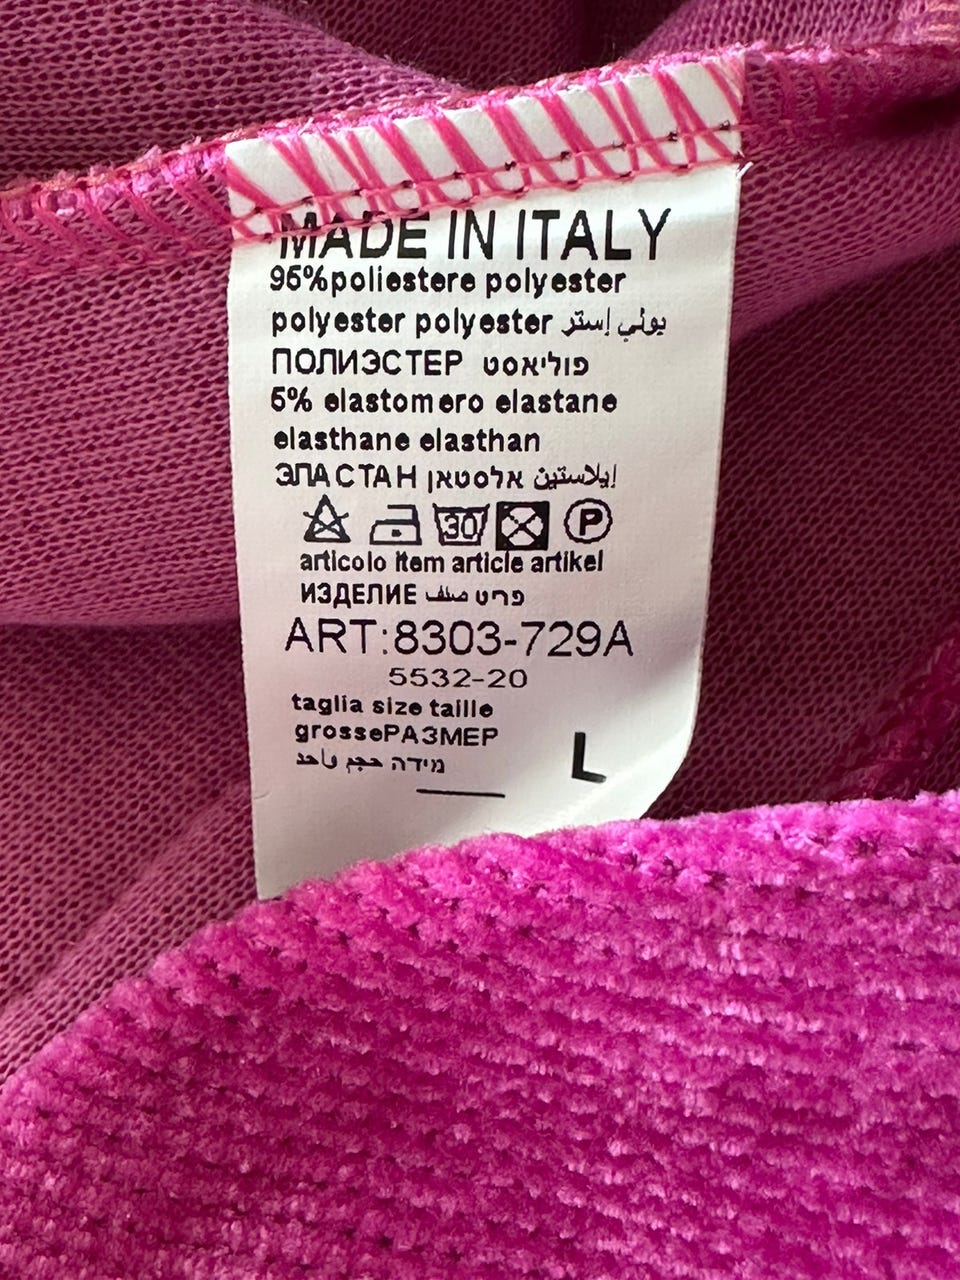 MADE IN ITALY
95%poliestere polyester
polyester polyester بولي إستر
ПОЛИЭСТЕР פוליאסט
5% elastomero elastane
elasthane elasthan
ЭЛАСТАН אלסטאן إيلاستين
30 P
articolo item article artikel
ИЗДЕЛИЕ صنف פריט
ART:8303-729A
5532-20
taglia size taille
grosseРАЗМЕР
מידה حجم واحد
L